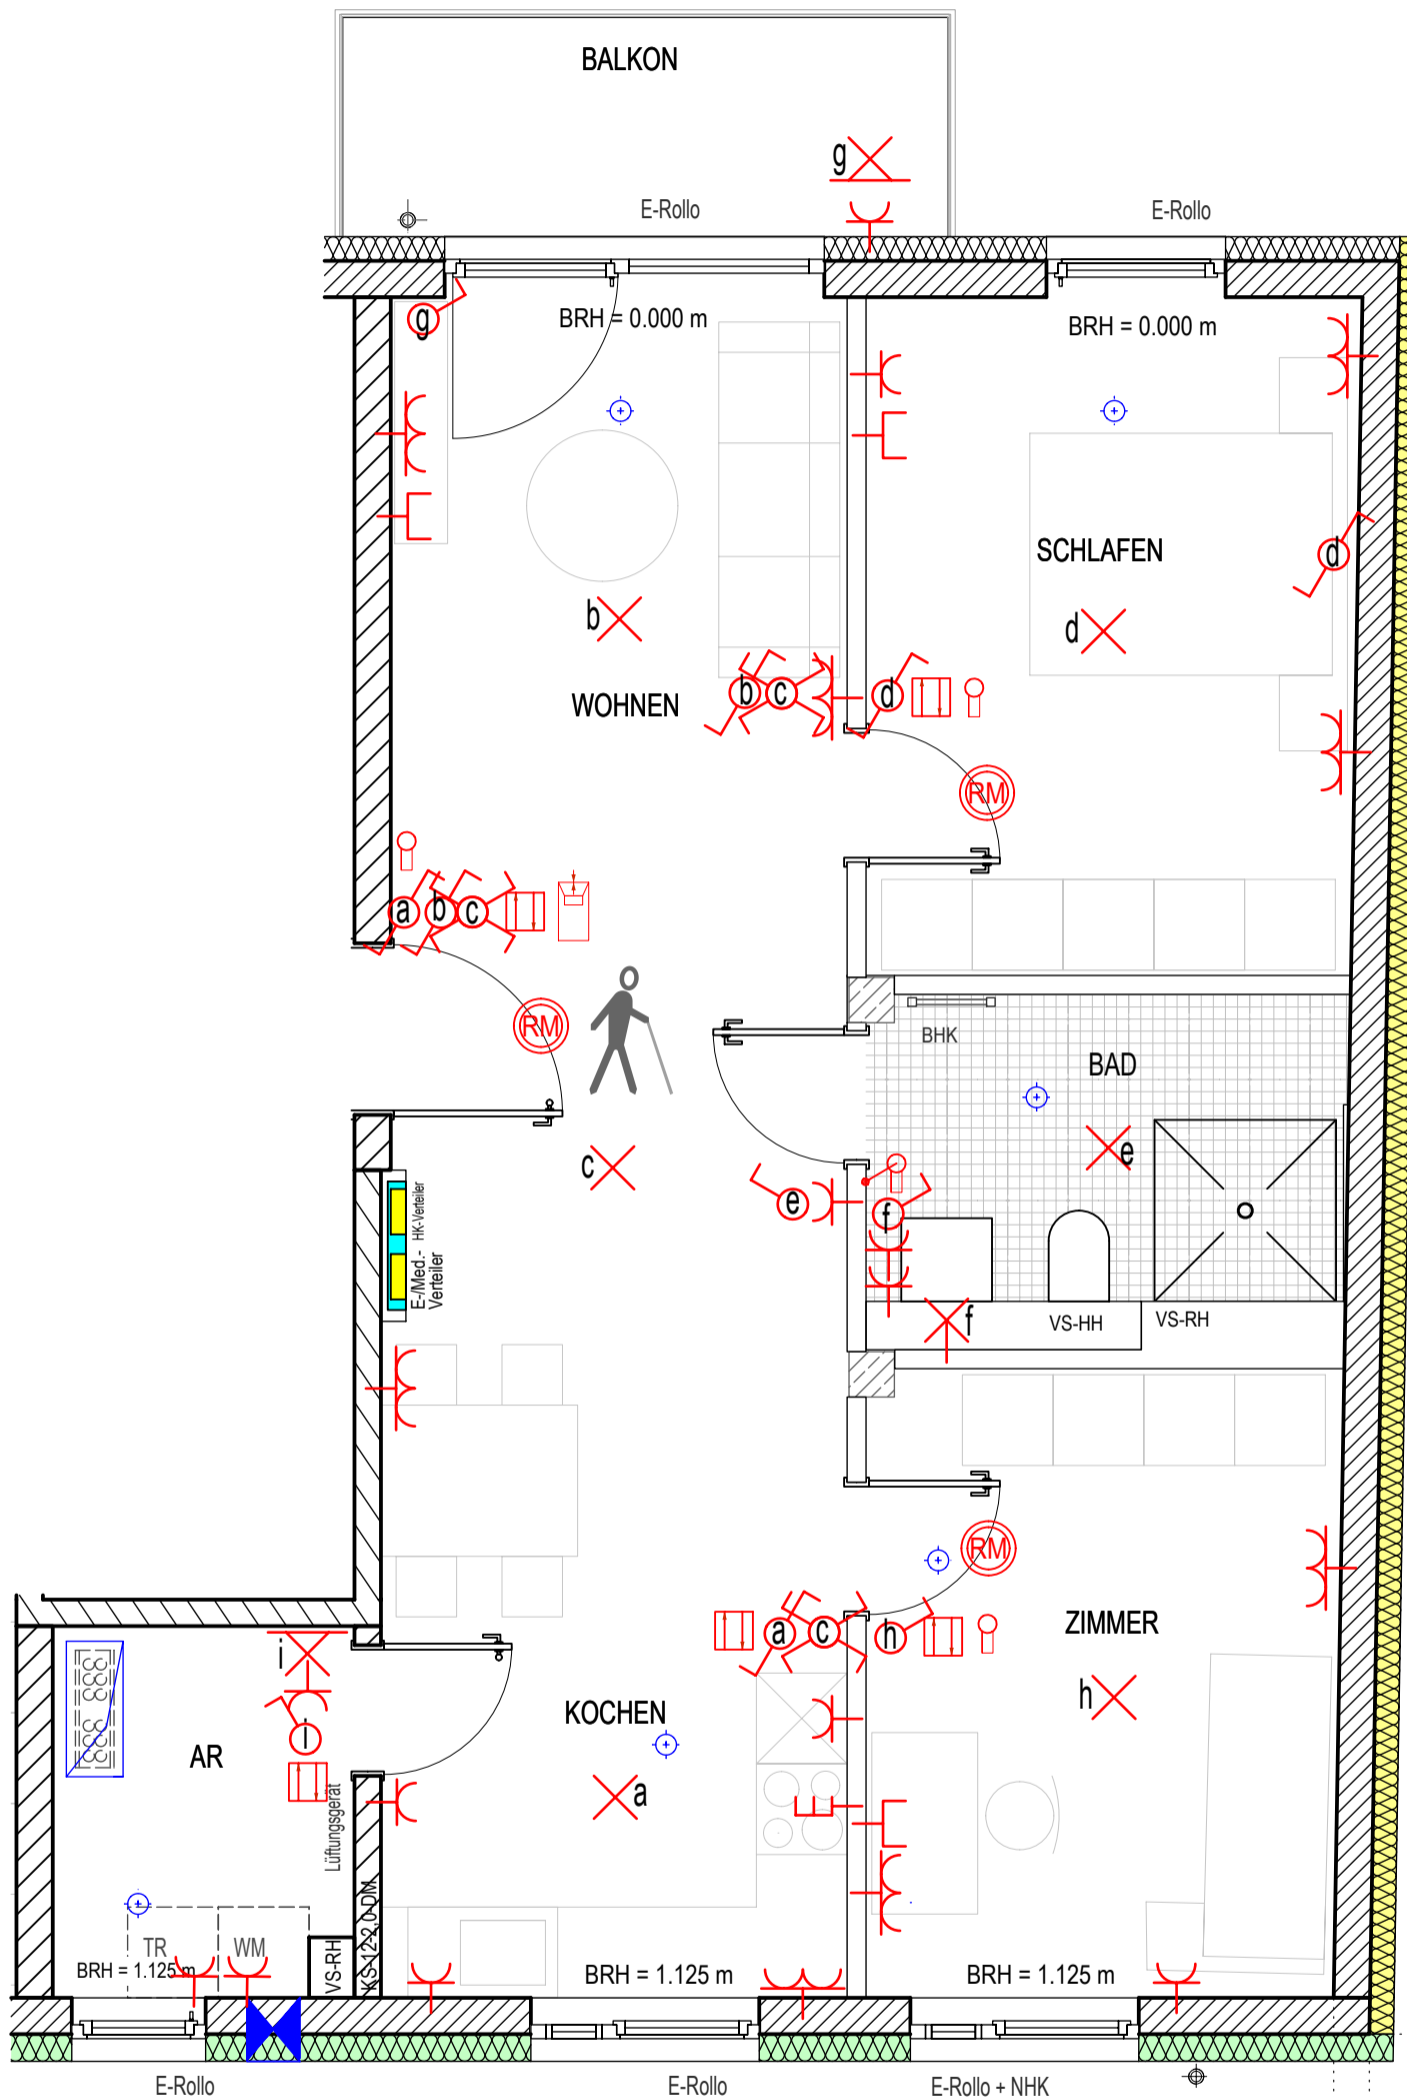 BALKON
g
E-Rollo
E-Rollo
g
BRH = 0.000 m
BRH = 0.000 m
SCHLAFEN
d
b
d
WOHNEN
b
c
d
RM
a
b
c
RM
BHK
BAD
c
e
e
f
HK-Verteiler
E-/Med.-
Verteiler
f
VS-HH
VS-RH
RM
ZIMMER
a
c
h
i
h
KOCHEN
i
AR
a
Lüftungsgerät
KS-12-2,0-DM
VS-RH
TR
WM
BRH = 1.125 m
BRH = 1.125 m
BRH = 1.125 m
E-Rollo
E-Rollo
E-Rollo + NHK